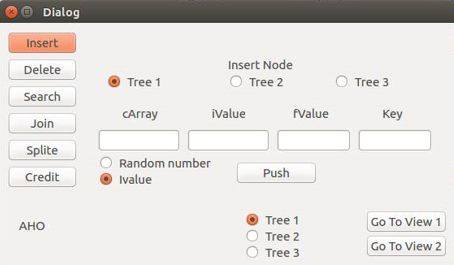 Dialog
Insert
Delete
Search
Join
Splite
Credit
Insert Node
Tree 1 Tree 2 Tree 3
cArray iValue fValue Key
Random number
Ivalue
Push
AHO
Tree 1
Tree 2
Tree 3
Go To View 1
Go To View 2